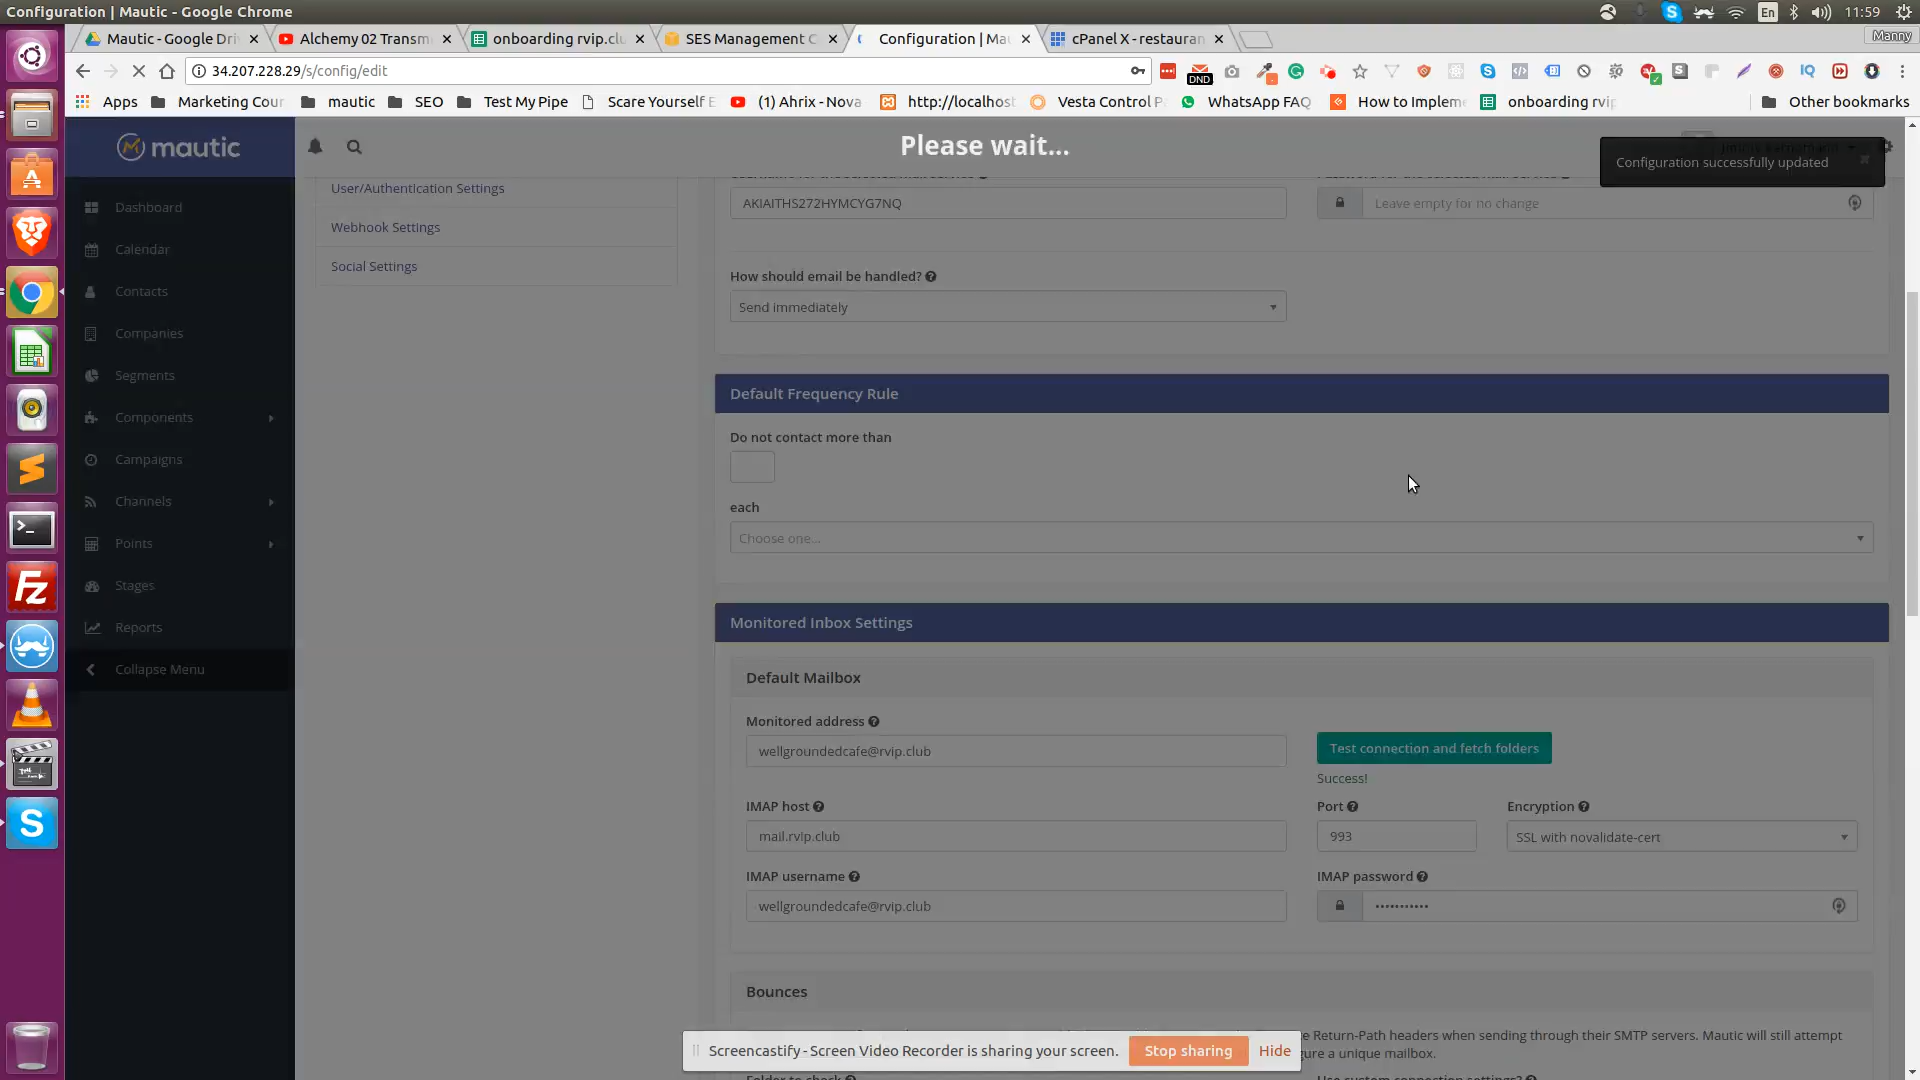 Configuration | Mautic - Google Chrome
En
11:59
Mautic - Google Dri
Alchemy 02 Transm
onboarding rvip.clu
SES Management C
Configuration | Ma
cPanel X - restauran
Manny
34.207.228.29/s/config/edit
DND
Apps
Marketing Cour
mautic
SEO
Test My Pipe
Scare Yourself E
(1) Ahrix - Nova
http://localhost
Vesta Control P
WhatsApp FAQ
How to Implem
onboarding rvip
Other bookmarks
mautic
Please wait...
Configuration successfully updated
Dashboard
Calendar
Contacts
Companies
Segments
Components
Campaigns
Channels
Points
Stages
Reports
Collapse Menu
User/Authentication Settings
Webhook Settings
Social Settings
AKIAITHS272HYMCYG7NQ
Leave empty for no change
How should email be handled?
Send immediately
Default Frequency Rule
Do not contact more than
each
Choose one...
Monitored Inbox Settings
Default Mailbox
Monitored address
wellgroundedcafe@rvip.club
Test connection and fetch folders
Success!
IMAP host
mail.rvip.club
Port
993
Encryption
SSL with novalidate-cert
IMAP username
wellgroundedcafe@rvip.club
IMAP password
•••••••••••
Bounces
Return-Path headers when sending through their SMTP servers. Mautic will still attempt
gure a unique mailbox.
Screencastify - Screen Video Recorder is sharing your screen.
Stop sharing
Hide